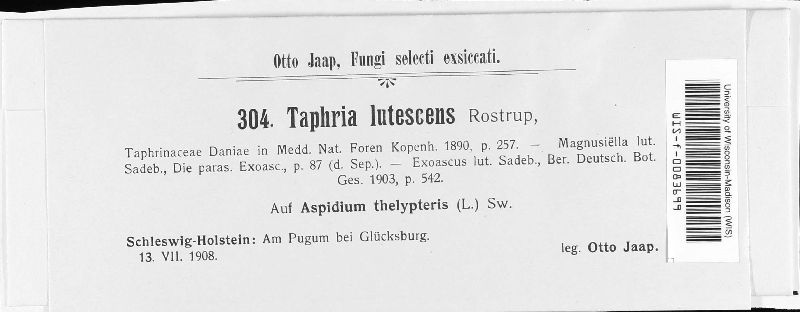 Otto Jaap, Fungi selecti exsiccati.
304. Taphria lutescens Rostrup,
Taphrinaceae Daniae in Medd. Nat. Foren Kopenh. 1890, p. 257. — Magnusiëlla lut.
Sadeb., Die paras. Exoasc., p. 87 (d. Sep.). — Exoascus lut. Sadeb., Ber. Deutsch. Bot.
Ges. 1903, p. 542.
Auf Aspidium thelypteris (L.) Sw.
Schleswig-Holstein: Am Pugum bei Glücksburg.
13. VII. 1908.
leg. Otto Jaap.
University of Wisconsin-Madison (WIS)
WIS-f-0083969